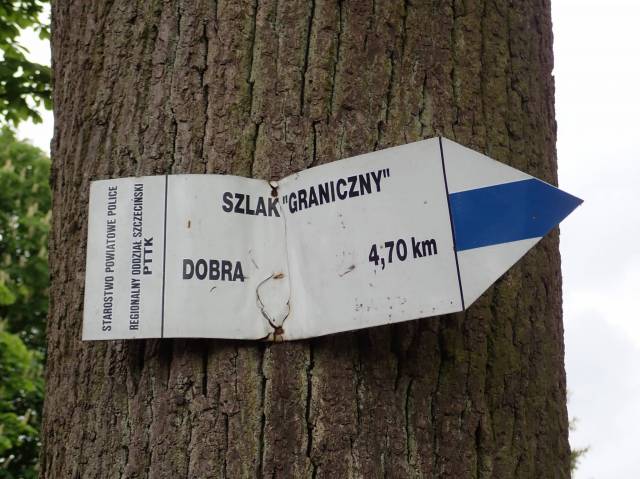 STAROSTWO POWIATOWE POLICE
REGIONALNY ODDZIAŁ SZCZECIŃSKI
PTTK
SZLAK "GRANICZNY"
DOBRA 4,70 km